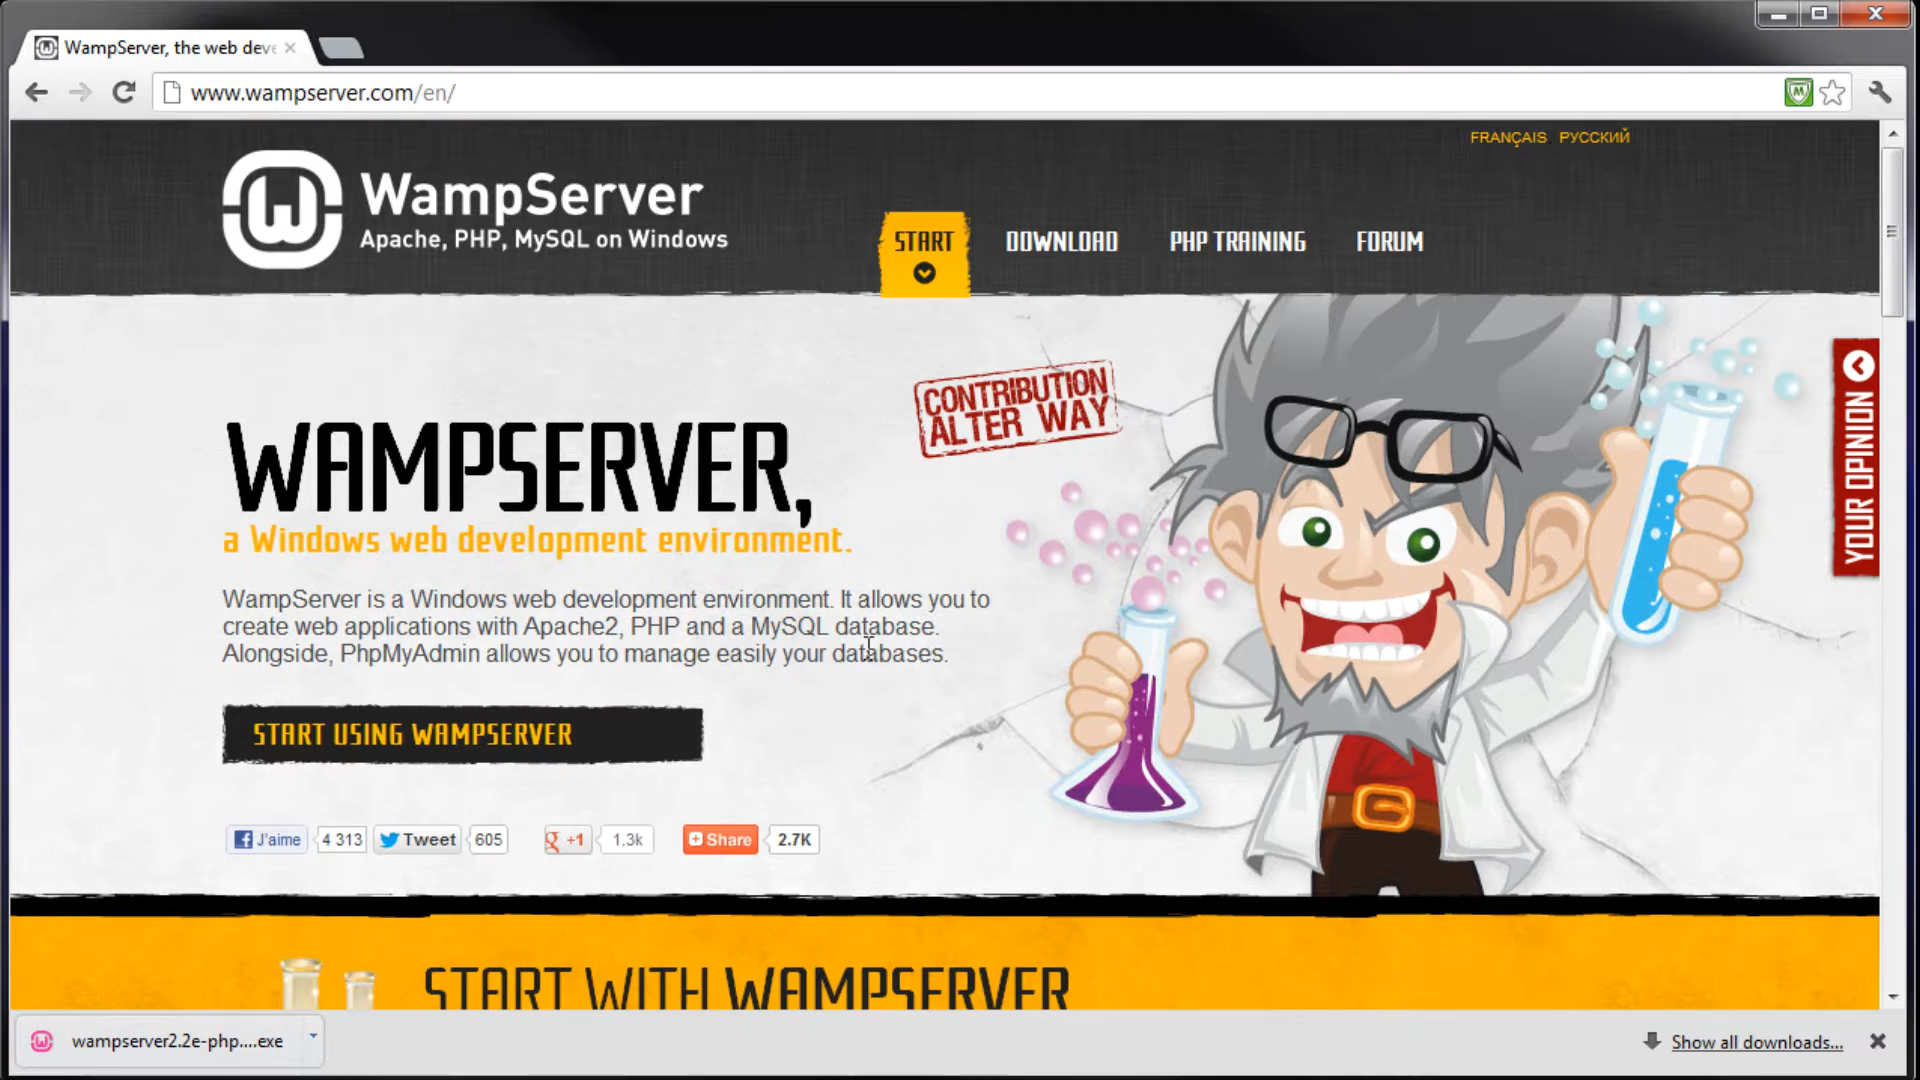 WampServer, the web deve
www.wampserver.com/en/
FRANÇAIS РУССКИЙ
WampServer
Apache, PHP, MySQL on Windows
START
DOWNLOAD
PHP TRAINING
FORUM
CONTRIBUTION
ALTER WAY
YOUR OPINION
WAMPSERVER,
a Windows web development environment.
WampServer is a Windows web development environment. It allows you to
create web applications with Apache2, PHP and a MySQL database.
Alongside, PhpMyAdmin allows you to manage easily your databases.
START USING WAMPSERVER
J'aime 4 313 Tweet 605 +1 1.3k Share 2.7K
START WITH WAMPSERVER
wampserver2.2e-php....exe
Show all downloads...